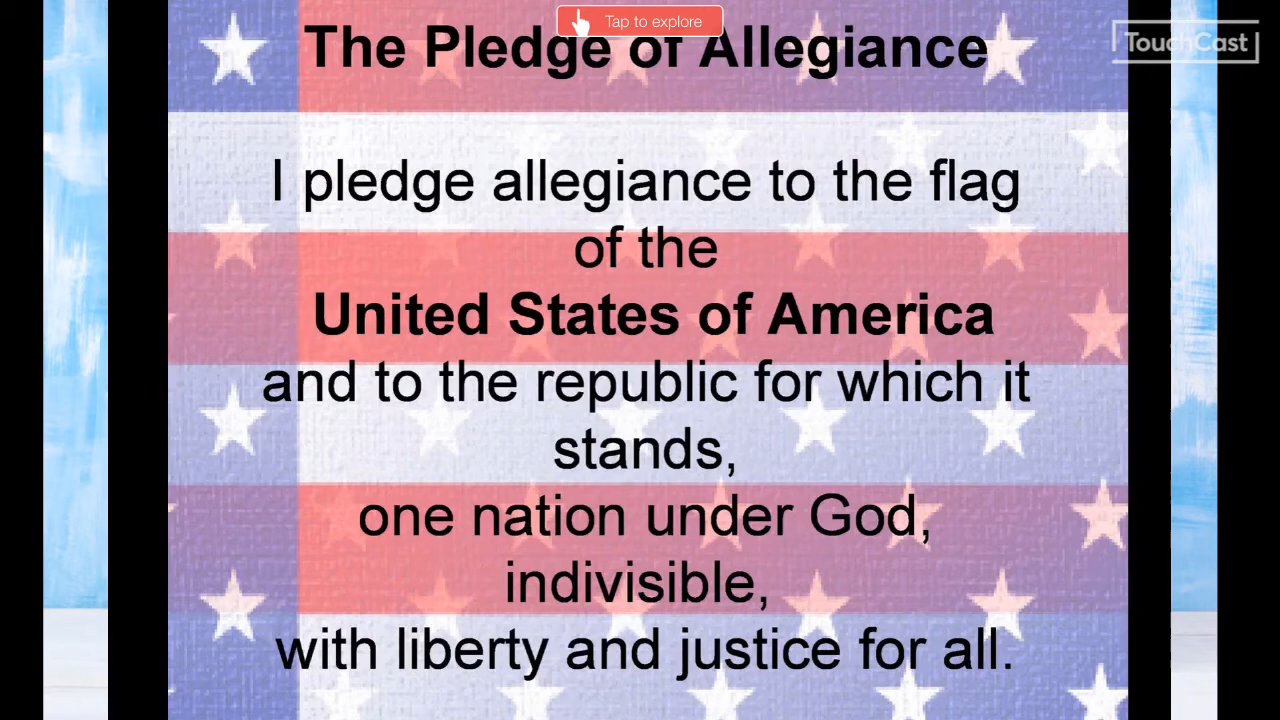 Tap to explore
TouchCast
The Pledge of Allegiance
I pledge allegiance to the flag
of the
United States of America
and to the republic for which it
stands,
one nation under God,
indivisible,
with liberty and justice for all.